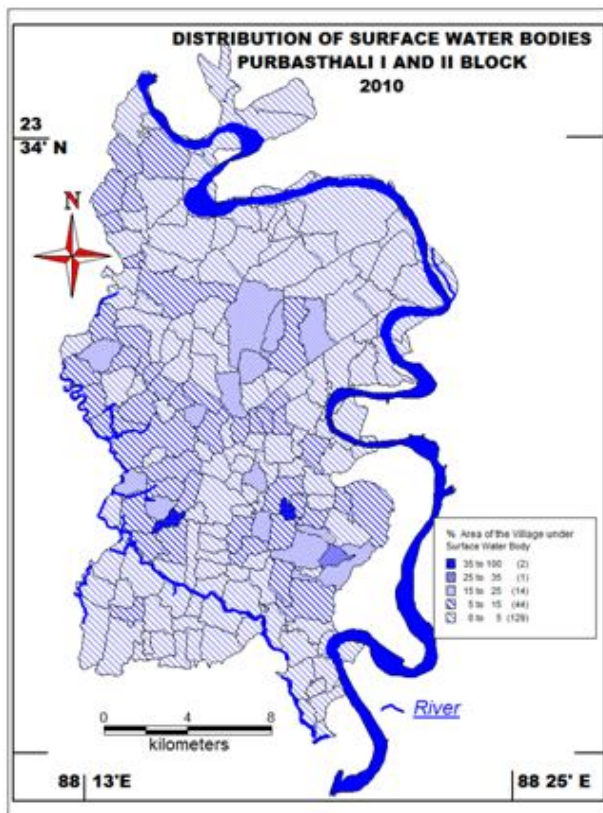 DISTRIBUTION OF SURFACE WATER BODIES
PURBASTHALI I AND II BLOCK
2010
23
34' N
N
% Area of the Village under
Surface Water Body
35 to 100 (2)
25 to 35 (1)
15 to 25 (14)
5 to 15 (44)
0 to 5 (129)
River
0 4 8
kilometers
88 13'E
88 25' E